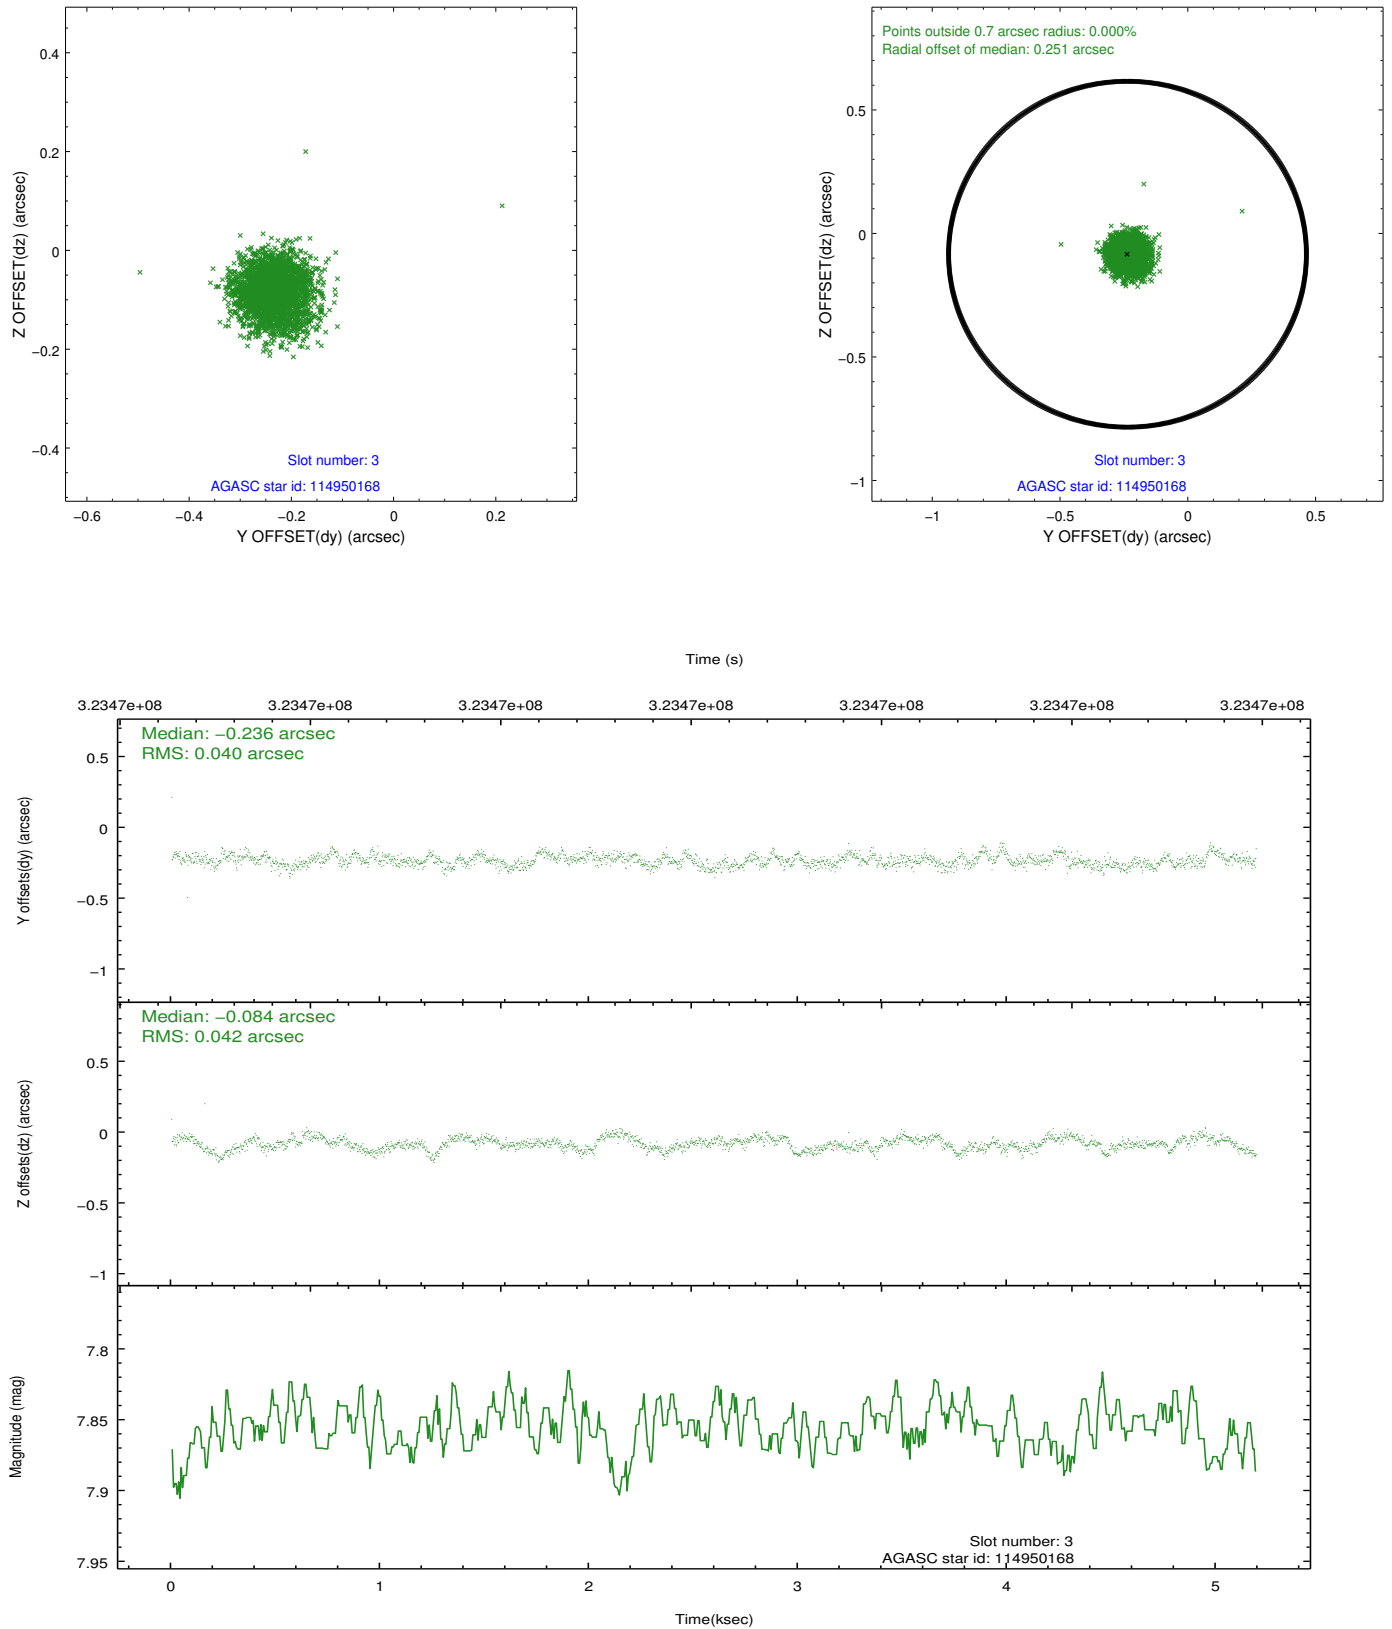 0.4
0.2
0
−0.2
−0.4
Z OFFSET(dz) (arcsec)
Slot number: 3
AGASC star id: 114950168
−0.6
−0.4
−0.2
0
0.2
Y OFFSET(dy) (arcsec)
Points outside 0.7 arcsec radius: 0.000%
Radial offset of median: 0.251 arcsec
0.5
0
−0.5
−1
Z OFFSET(dz) (arcsec)
Slot number: 3
AGASC star id: 114950168
−1
−0.5
0
0.5
Y OFFSET(dy) (arcsec)
Time (s)
3.2347e+08
3.2347e+08
3.2347e+08
3.2347e+08
3.2347e+08
3.2347e+08
3.2347e+08
Median: −0.236 arcsec
RMS: 0.040 arcsec
0.5
0
−0.5
−1
Y offsets(dy) (arcsec)
Median: −0.084 arcsec
RMS: 0.042 arcsec
0.5
0
−0.5
−1
Z offsets(dz) (arcsec)
7.8
7.85
7.9
7.95
Magnitude (mag)
Slot number: 3
AGASC star id: 114950168
0
1
2
3
4
5
Time(ksec)